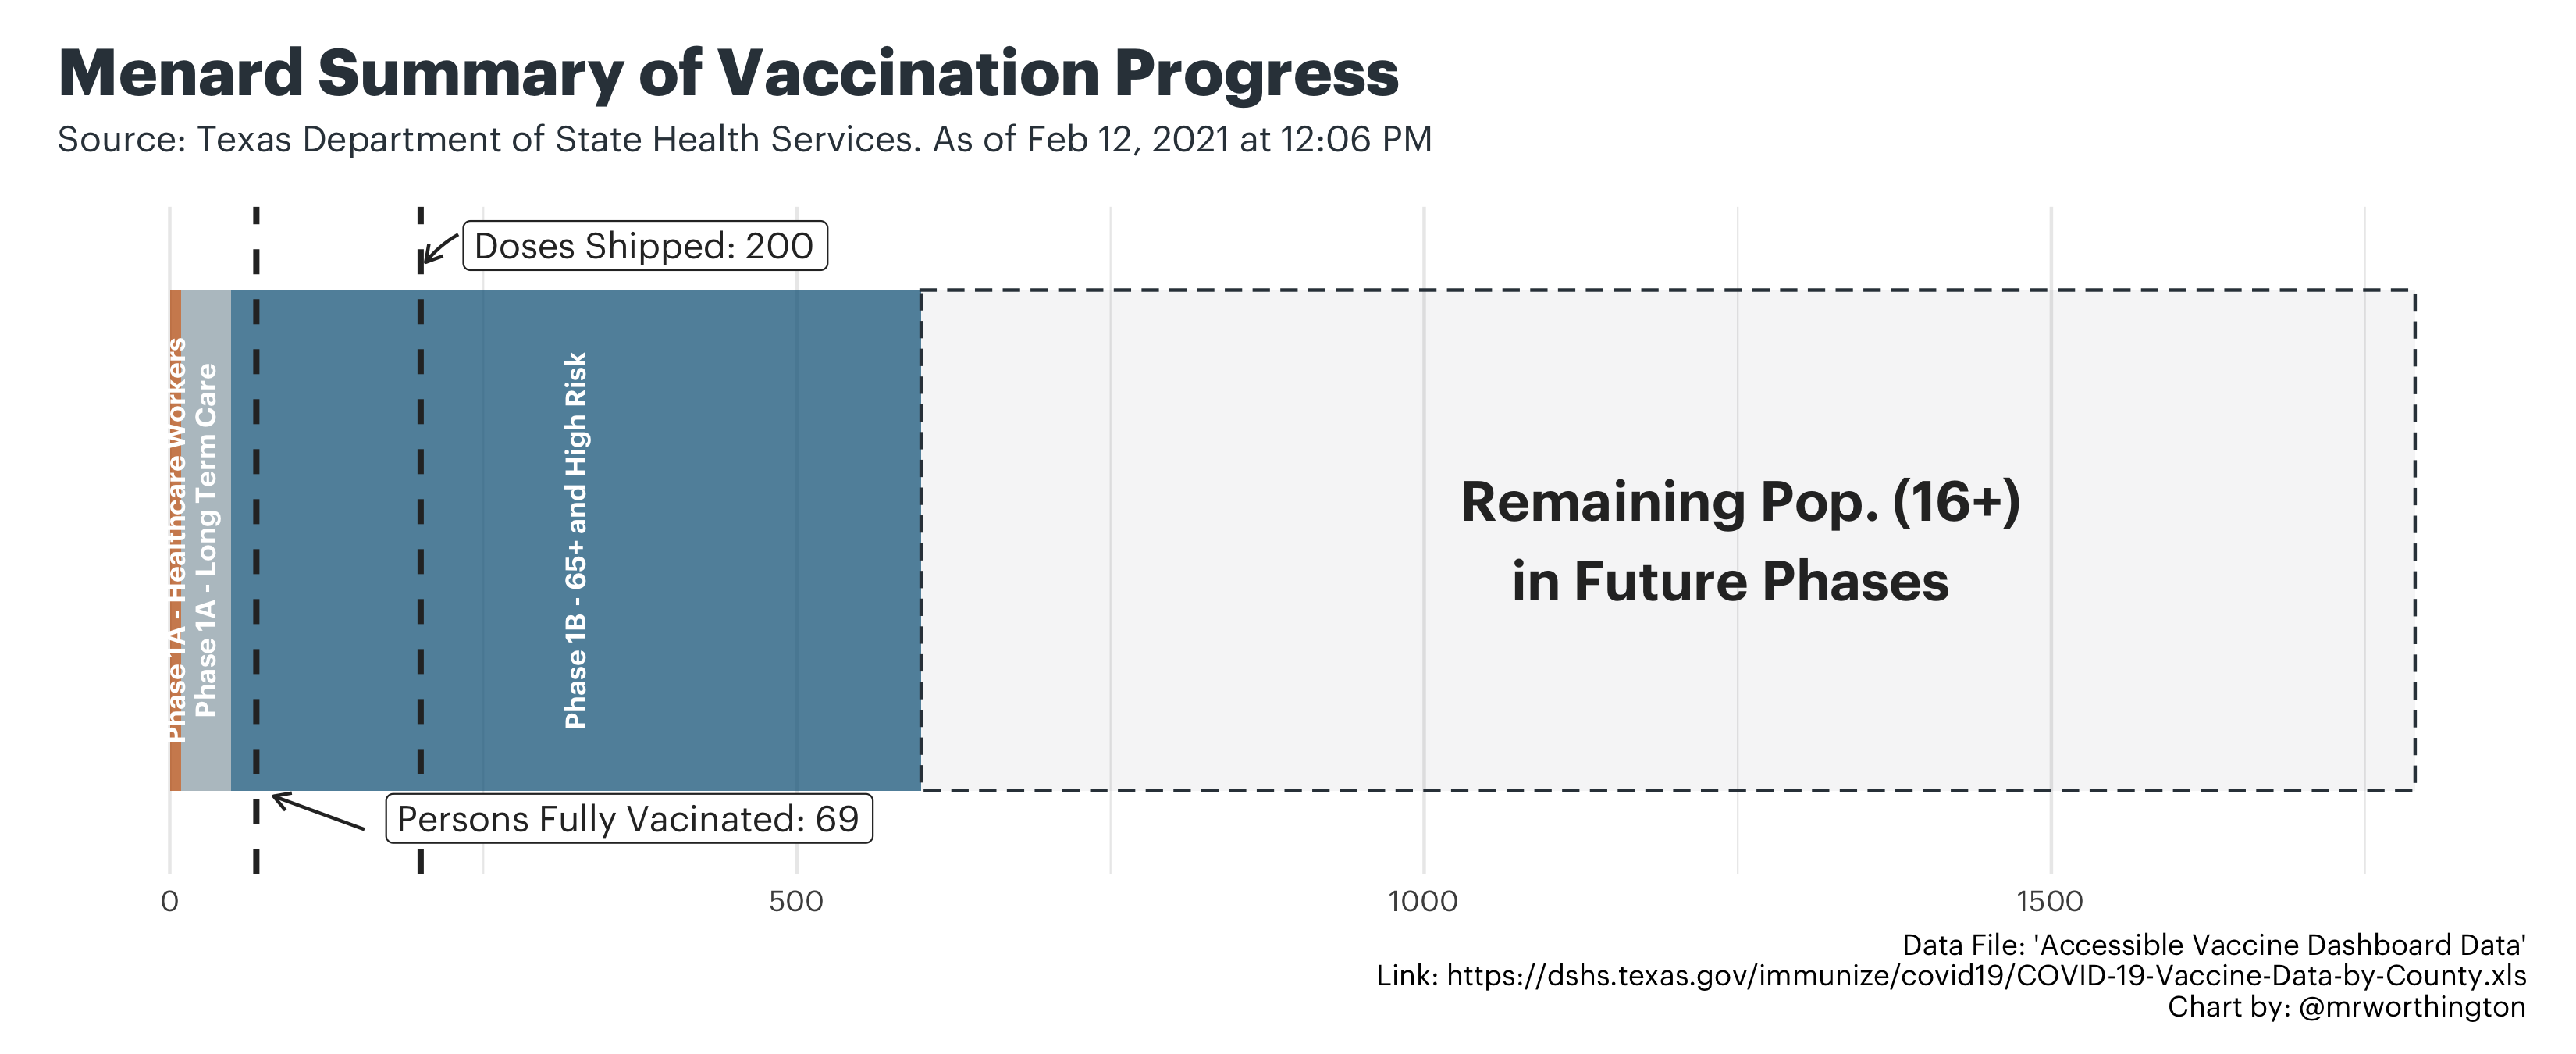 Menard Summary of Vaccination Progress
Source: Texas Department of State Health Services. As of Feb 12, 2021 at 12:06 PM
Doses Shipped: 200
Phase 1A - Healthcare Workers
Phase 1A - Long Term Care
Phase 1B - 65+ and High Risk
Remaining Pop. (16+)
in Future Phases
Persons Fully Vacinated: 69
0
500
1000
1500
Data File: 'Accessible Vaccine Dashboard Data'
Link: https://dshs.texas.gov/immunize/covid19/COVID-19-Vaccine-Data-by-County.xls
Chart by: @mrworthington